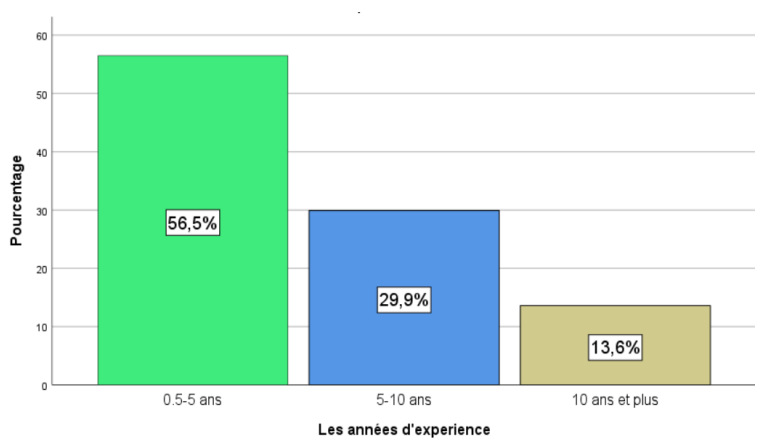 60
50
40
30
20
10
0
Pourcentage
56,5%
29,9%
13,6%
0.5-5 ans
5-10 ans
10 ans et plus
Les années d'experience